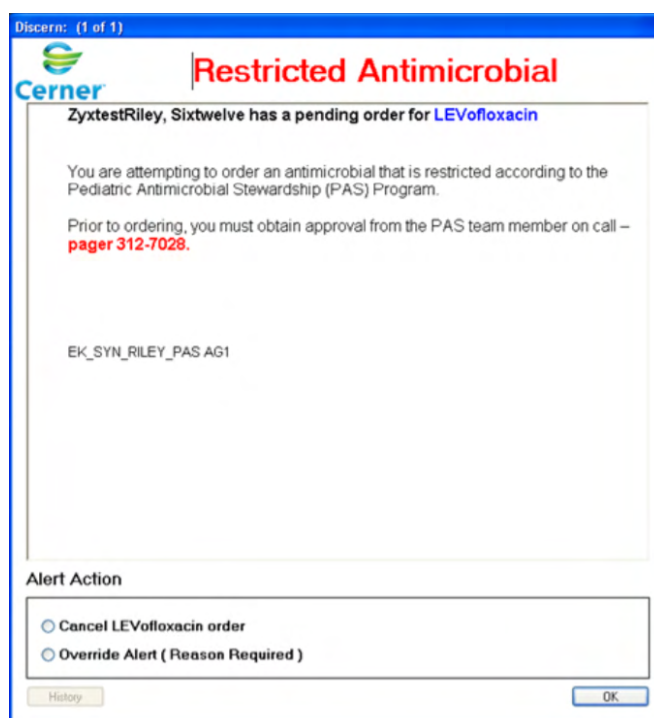 Discern: (1 of 1)
Cerner
Restricted Antimicrobial
ZyxtestRiley, Sixtwelve has a pending order for LEVofloxacin
You are attempting to order an antimicrobial that is restricted according to the
Pediatric Antimicrobial Stewardship (PAS) Program.
Prior to ordering, you must obtain approval from the PAS team member on call –
pager 312-7028.
EK_SYN_RILEY_PAS AG1
Alert Action
Cancel LEVofloxacin order
Override Alert ( Reason Required )
History
OK